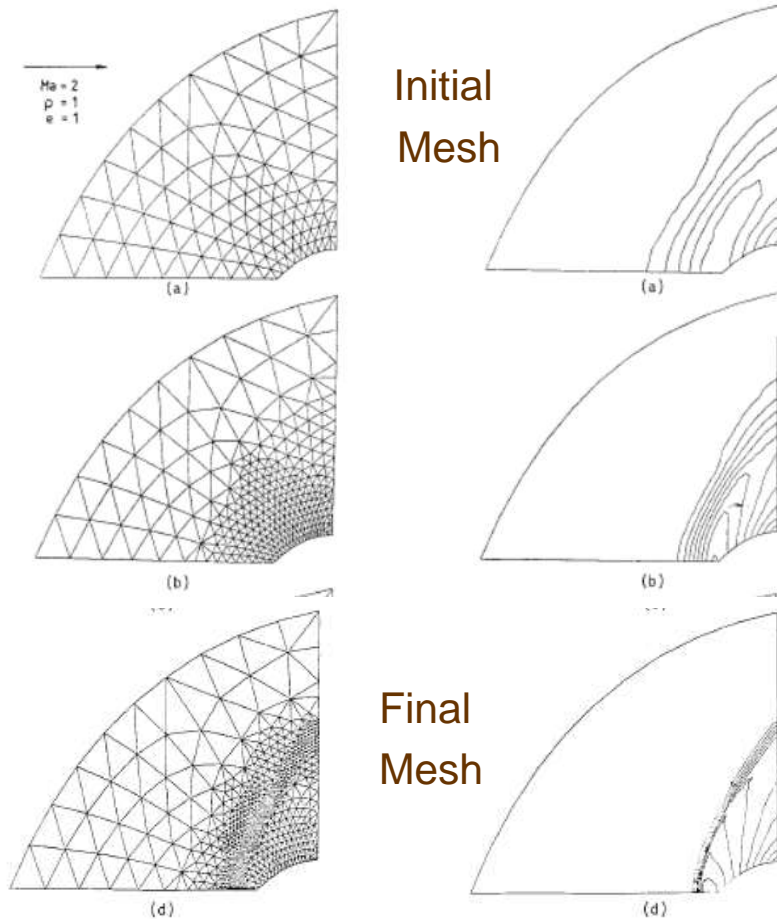 Ma = 2
ρ = 1
e = 1
Initial
Mesh
(a)
(a)
(b)
(b)
Final
Mesh
(d)
(d)